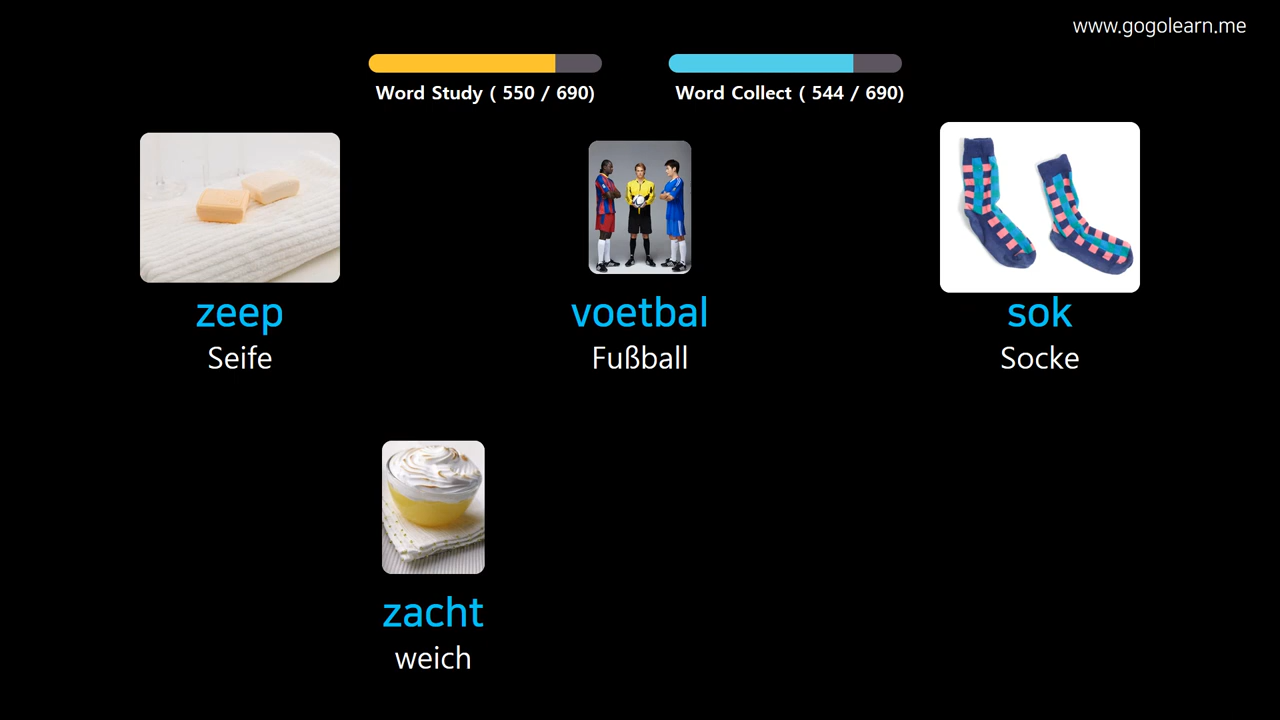 www.gogolearn.me
Word Study ( 550 / 690)
Word Collect ( 544 / 690)
zeep
Seife
voetbal
Fußball
sok
Socke
zacht
weich